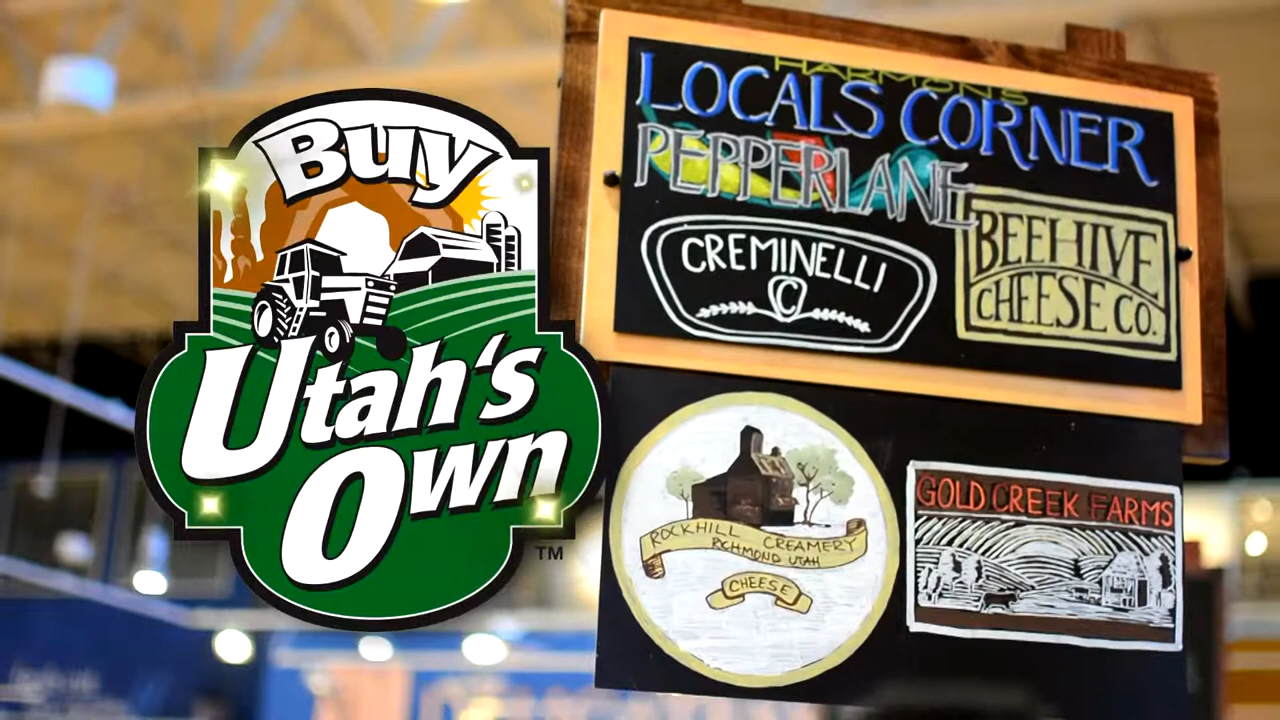 Buy
Utah's
Own
TM
HARMONS
LOCALS CORNER
PEPPERLANE
CREMINELLI
C
BEEHIVE
CHEESE CO.
ROCKHILL CREAMERY
RICHMOND UTAH
CHEESE
GOLD CREEK FARMS